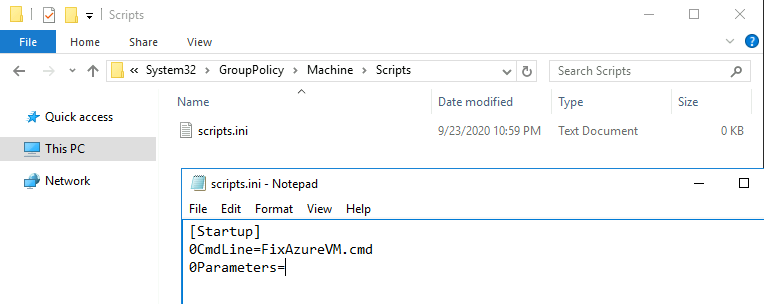 Scripts
File Home Share View
« System32 > GroupPolicy > Machine > Scripts Search Scripts
Name Date modified Type Size
Quick access
This PC
Network
scripts.ini 9/23/2020 10:59 PM Text Document 0 KB
scripts.ini - Notepad
File Edit Format View Help
[Startup]
0CmdLine=FixAzureVM.cmd
0Parameters=